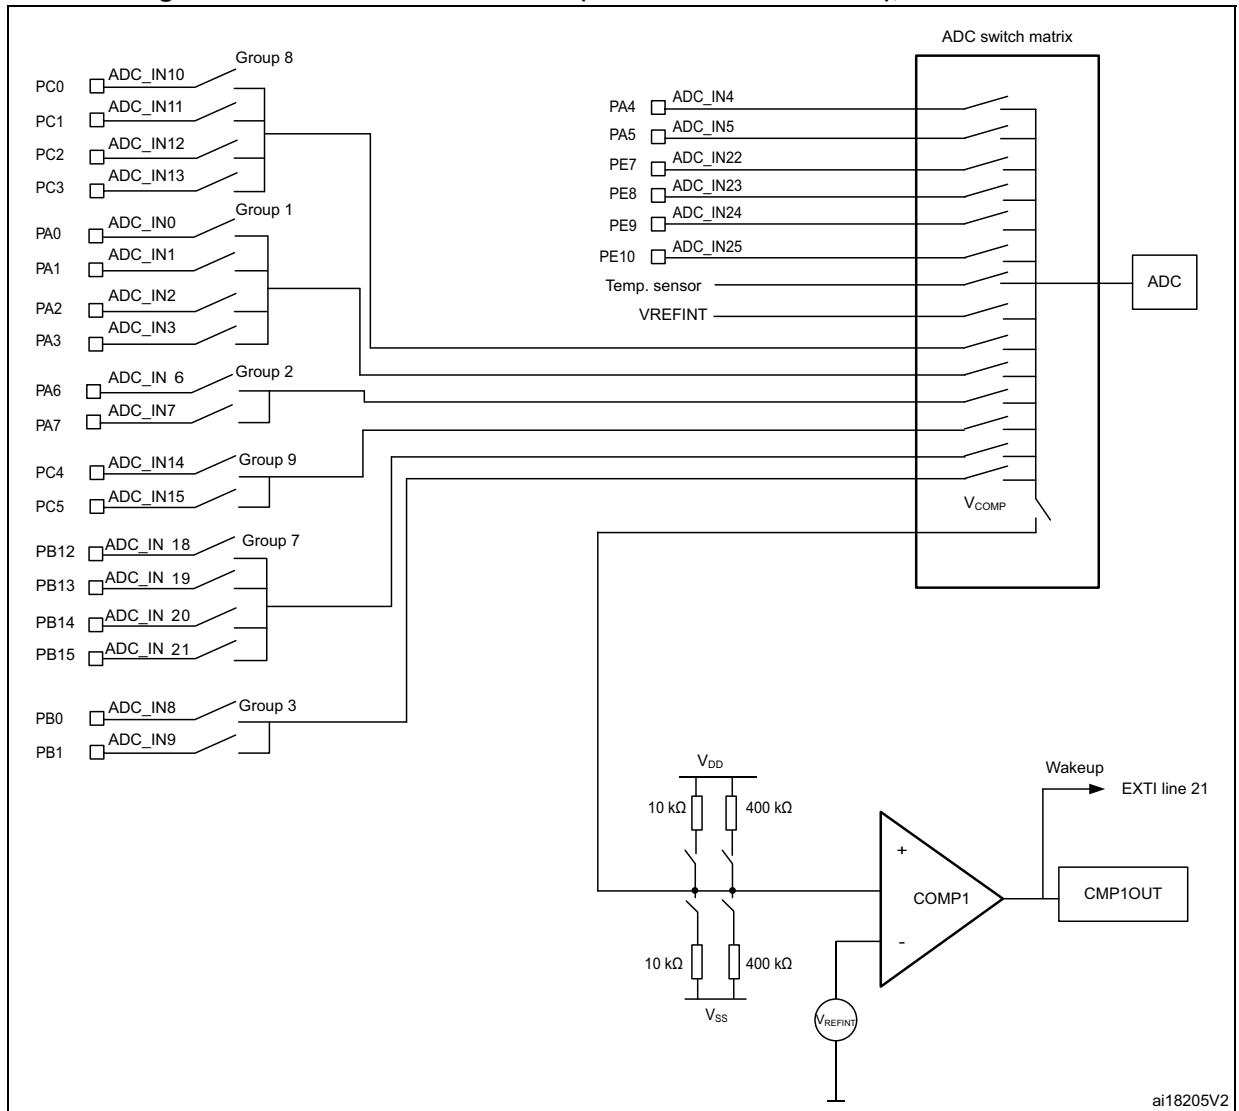 ADC switch matrix
PC0 ADC_IN10 Group 8
PC1 ADC_IN11
PC2 ADC_IN12
PC3 ADC_IN13
PA0 ADC_IN0 Group 1
PA1 ADC_IN1
PA2 ADC_IN2
PA3 ADC_IN3
PA6 ADC_IN 6 Group 2
PA7 ADC_IN7
PC4 ADC_IN14 Group 9
PC5 ADC_IN15
PB12 ADC_IN 18 Group 7
PB13 ADC_IN 19
PB14 ADC_IN 20
PB15 ADC_IN 21
PB0 ADC_IN8 Group 3
PB1 ADC_IN9
PA4 ADC_IN4
PA5 ADC_IN5
PE7 ADC_IN22
PE8 ADC_IN23
PE9 ADC_IN24
PE10 ADC_IN25
Temp. sensor
VREFINT
ADC
VCOMP
VDD
10 kΩ 400 kΩ
10 kΩ 400 kΩ
VSS
+
COMP1
-
VREFINT
Wakeup
EXTI line 21
CMP1OUT
ai18205V2